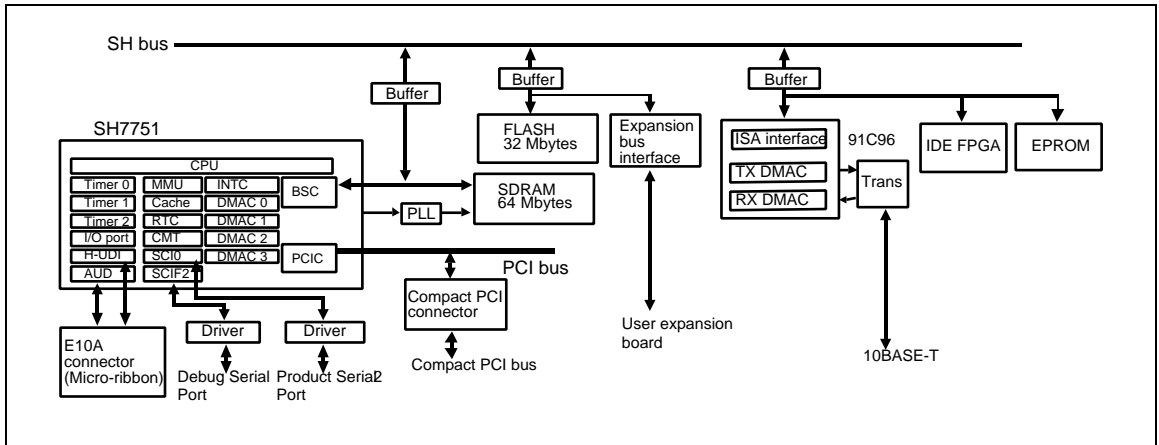 SH bus
Buffer
Buffer
Buffer
SH7751
CPU
Timer 0
MMU
INTC
BSC
Timer 1
Cache
DMAC 0
Timer 2
RTC
DMAC 1
I/O port
CMT
DMAC 2
H-UDI
SCI0
DMAC 3
PCIC
AUD
SCIF2
FLASH
32 Mbytes
Expansion
bus
interface
SDRAM
64 Mbytes
PLL
ISA interface
91C96
TX DMAC
RX DMAC
Trans
IDE FPGA
EPROM
PCI bus
Compact PCI
connector
Compact PCI bus
User expansion
board
10BASE-T
E10A
connector
(Micro-ribbon)
Driver
Driver
Debug Serial
Port
Product Serial2
Port